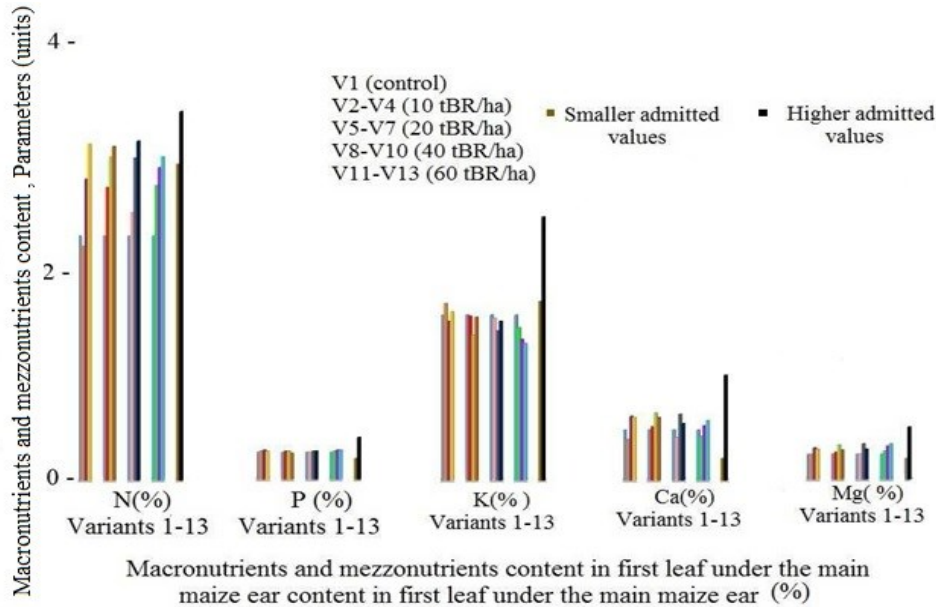 Macronutrients and mezzonutrients content , Parameters (units)
4 -
2 -
0 -
V1 (control)
V2-V4 (10 tBR/ha)
V5-V7 (20 tBR/ha)
V8-V10 (40 tBR/ha)
V11-V13 (60 tBR/ha)
Smaller admitted
values
Higher admitted
values
N(%)
Variants 1-13
P (%)
Variants 1-13
K(% )
Variants 1-13
Ca(%)
Variants 1-13
Mg( %)
Variants 1-13
Macronutrients and mezzonutrients content in first leaf under the main
maize ear content in first leaf under the main maize ear (%)